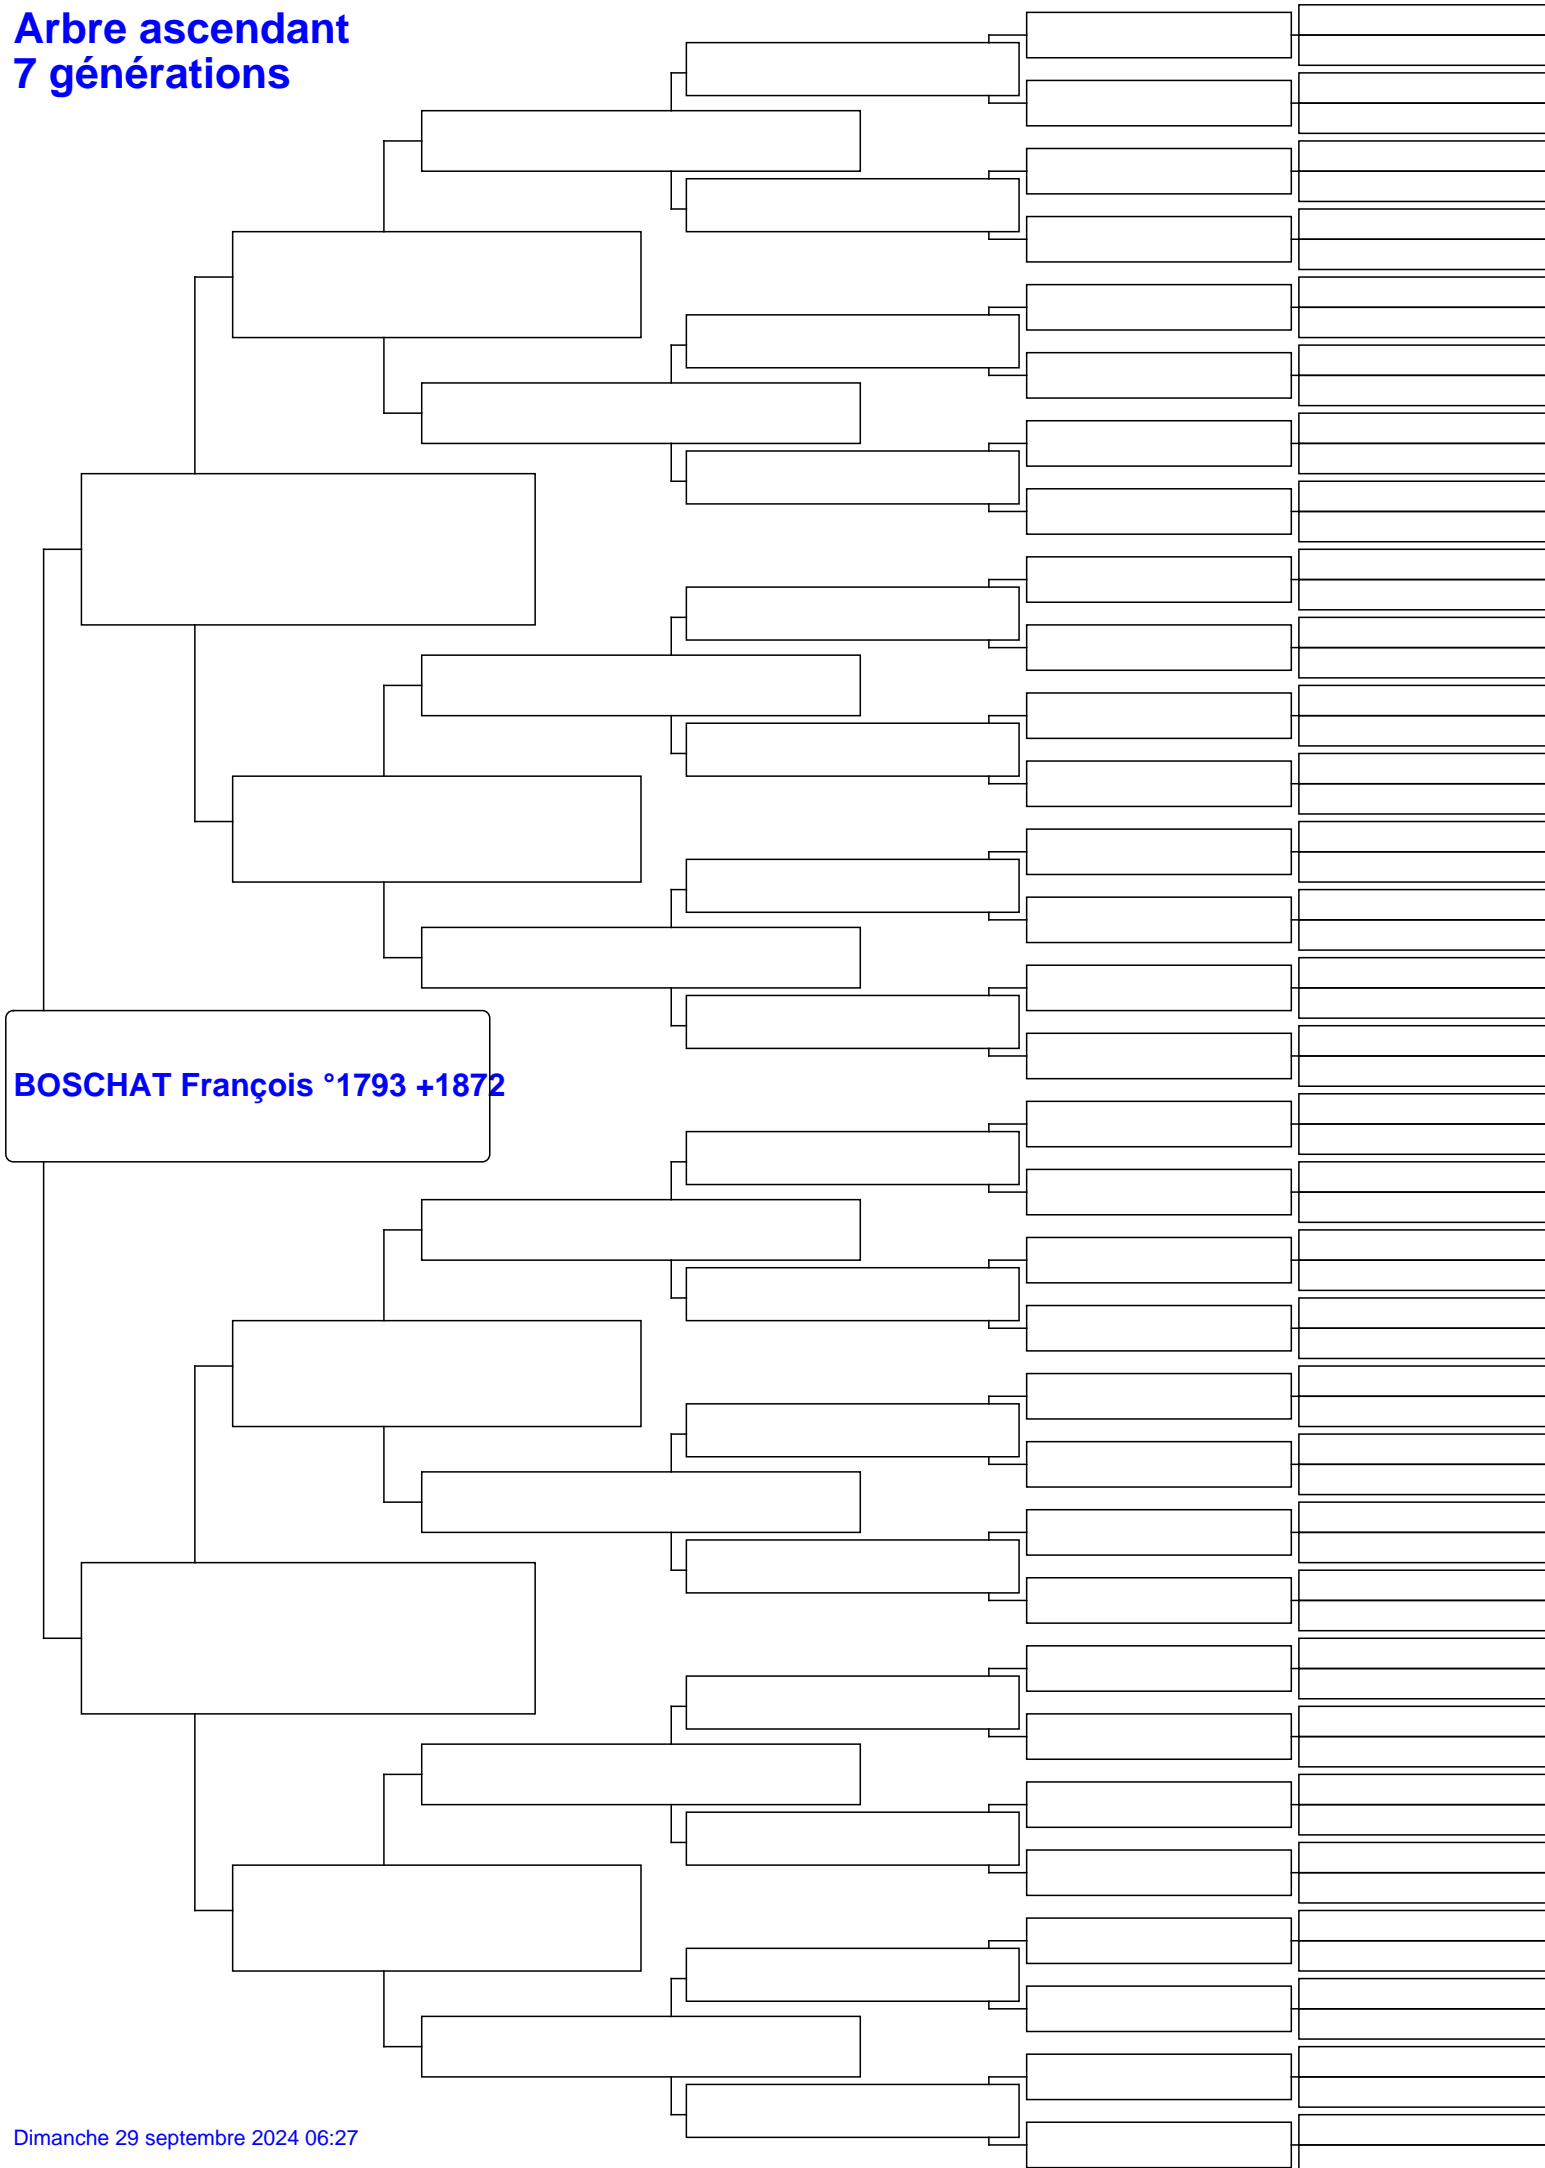 Arbre ascendant
7 générations
BOSCHAT François °1793 +1872
Dimanche 29 septembre 2024 06:27